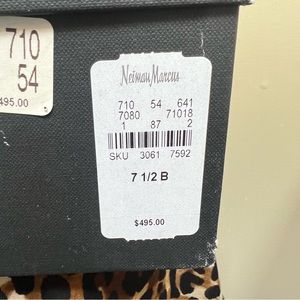 710
54
495.00
Neiman Marcus
710 54 641
7080 71018
1 87 2
SKU 3061 7592
7 1/2 B
$495.00